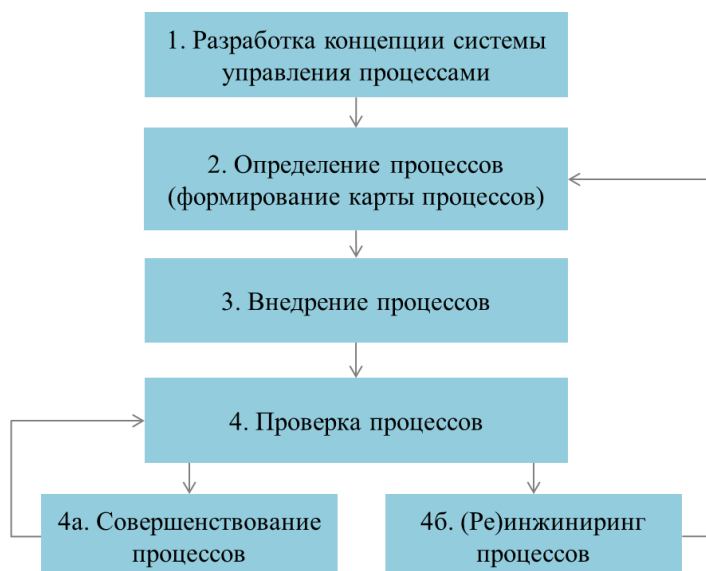 1. Разработка концепции системы
управления процессами
2. Определение процессов
(формирование карты процессов)
3. Внедрение процессов
4. Проверка процессов
4а. Совершенствование
процессов
4б. (Ре)инжиниринг
процессов